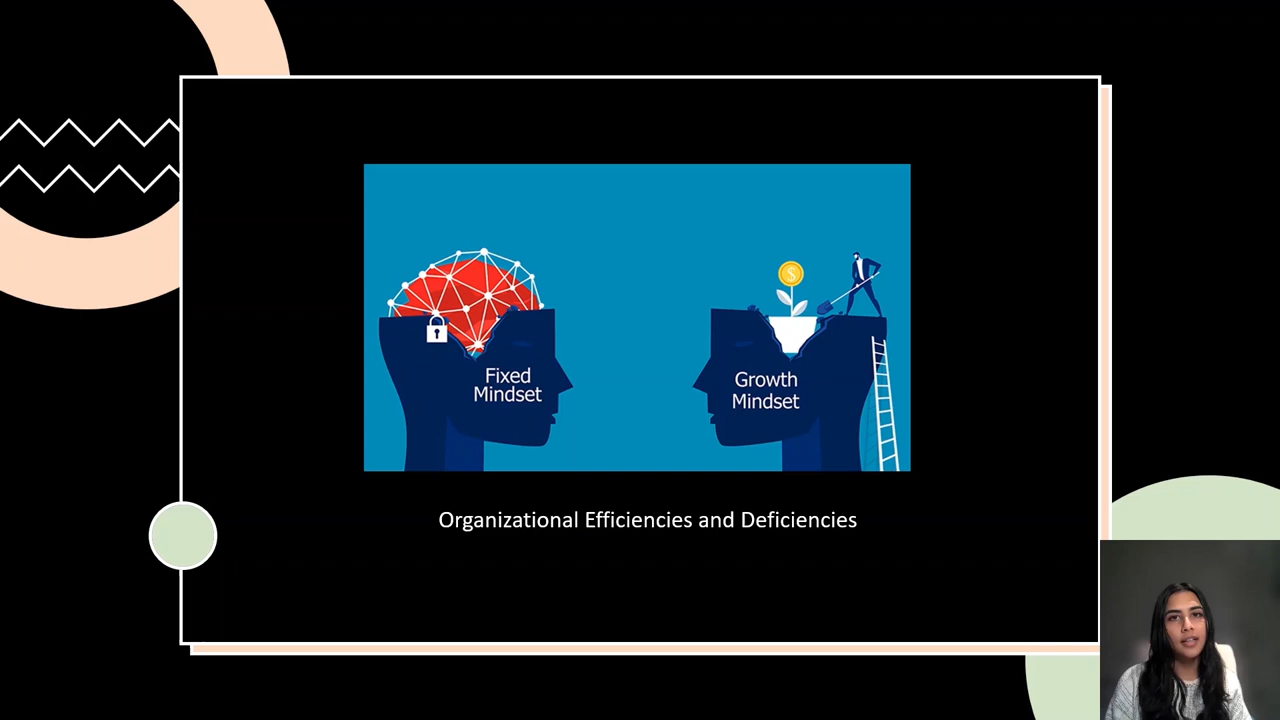 Fixed
Mindset
$
Growth
Mindset
Organizational Efficiencies and Deficiencies